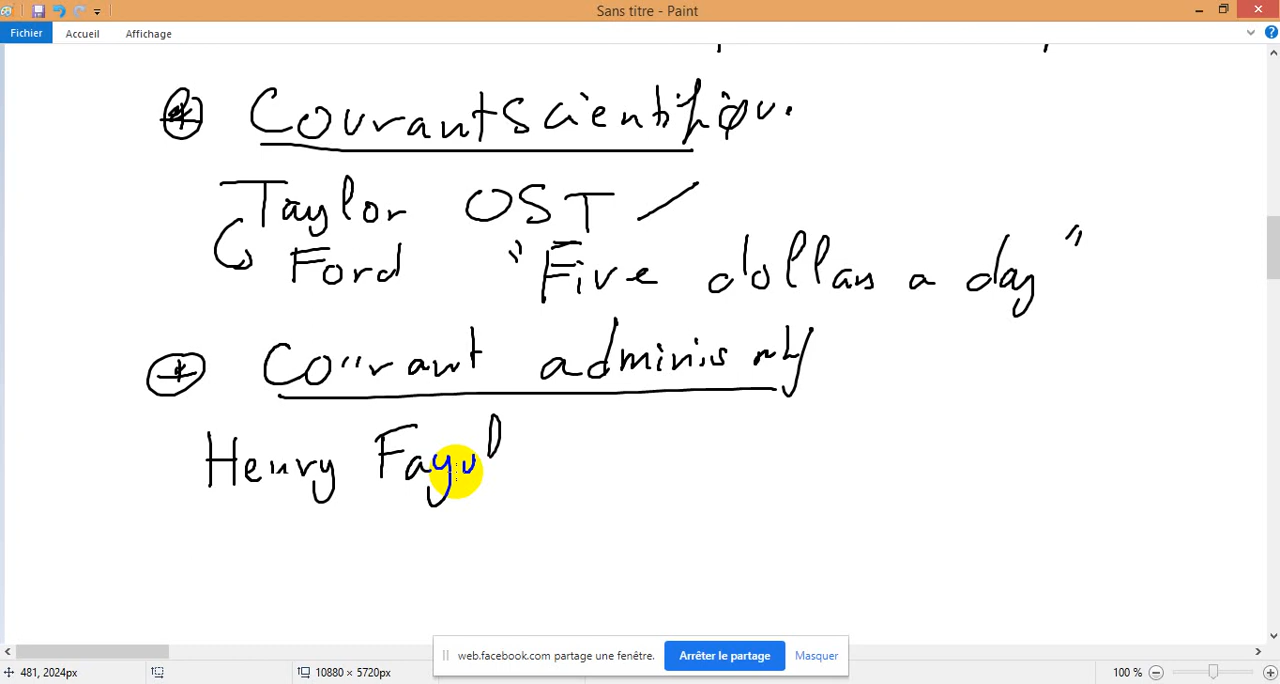 Sans titre - Paint
Fichier Accueil Affichage
Courant Scientifique
Taylor OST /
Ford "Five dollars a day"
Courant administ
Henry Fayol
web.facebook.com partage une fenêtre. Arrêter le partage Masquer
481, 2024px 10880 × 5720px 100 %